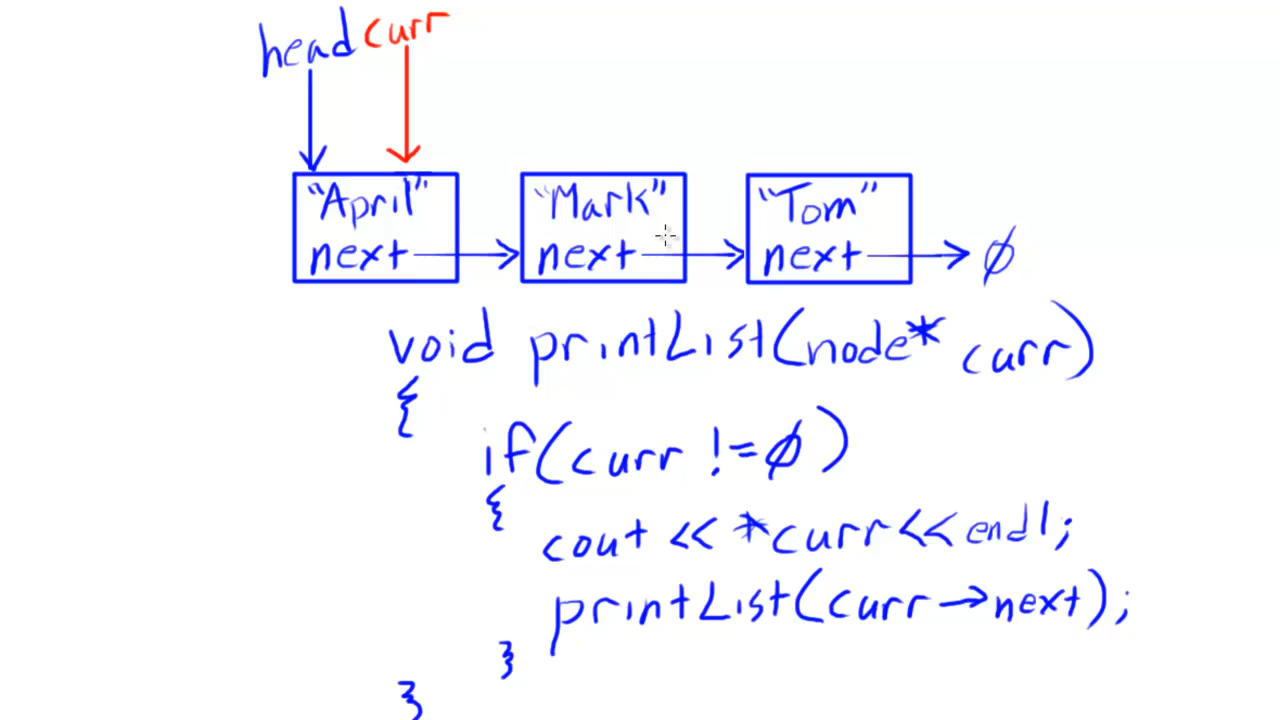 head curr
"April" "Mark" "Tom"
next next next ∅
void printList(node* curr)
{
if(curr != ∅)
{
cout << *curr<<endl;
printList(curr→next);
}
}